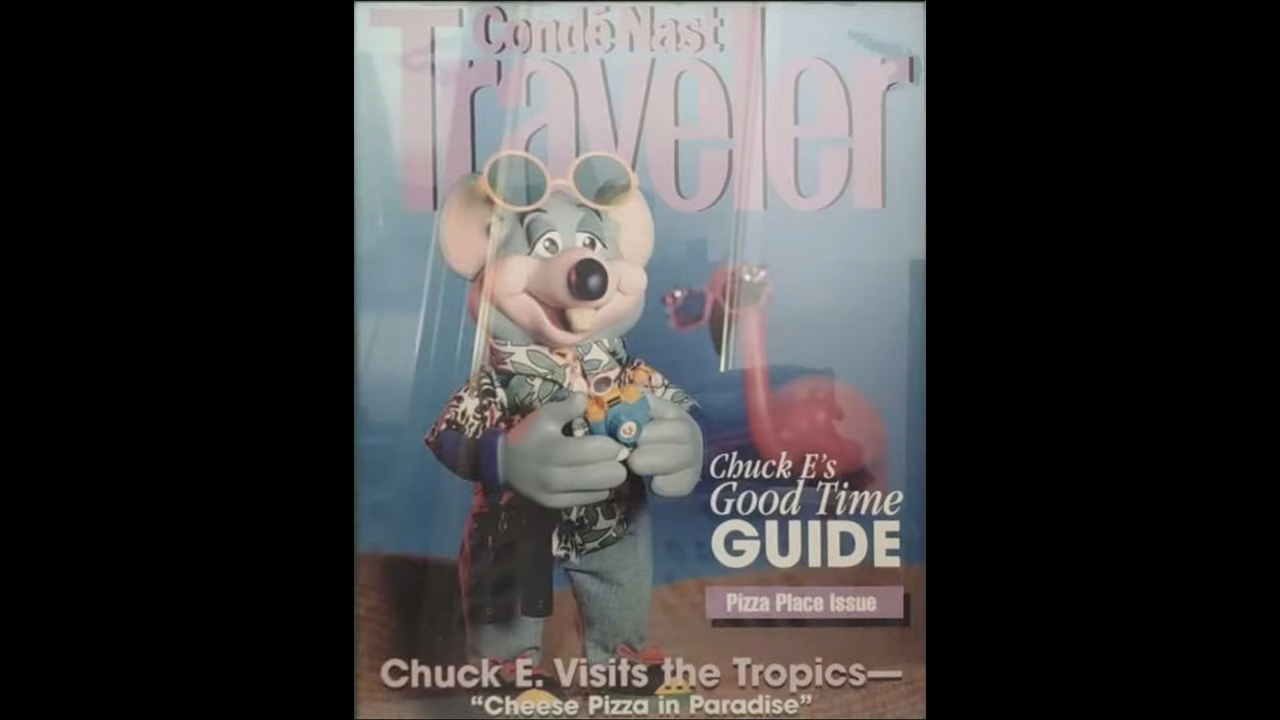 Condé Nast
Traveler
Chuck E's
Good Time
GUIDE
Pizza Place Issue
Chuck E. Visits the Tropics—
“Cheese Pizza in Paradise”